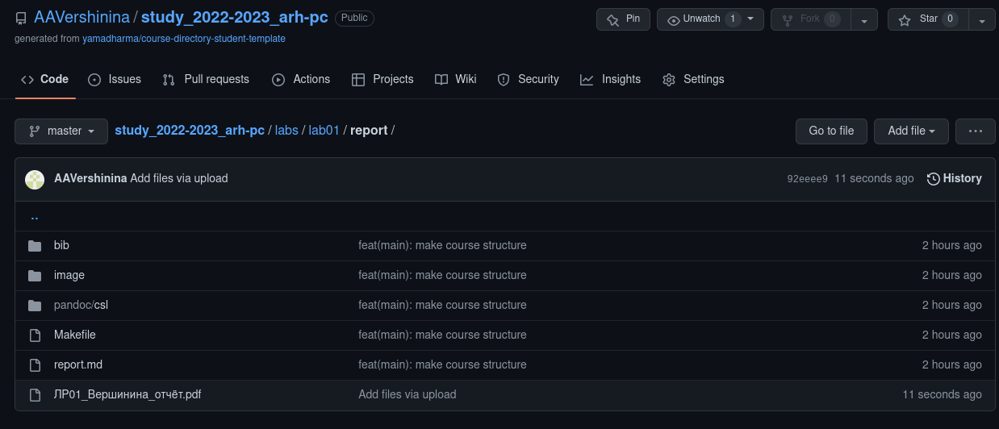 AAVershinina / study_2022-2023_arh-pc Public Pin Unwatch 1 Fork 0 Star 0
generated from yamadharma/course-directory-student-template
Code Issues Pull requests Actions Projects Wiki Security Insights Settings
master study_2022-2023_arh-pc / labs / lab01 / report / Go to file Add file ...
AAVershinina Add files via upload 92eeee9 11 seconds ago History
..
bib feat(main): make course structure 2 hours ago
image feat(main): make course structure 2 hours ago
pandoc/csl feat(main): make course structure 2 hours ago
Makefile feat(main): make course structure 2 hours ago
report.md feat(main): make course structure 2 hours ago
ЛР01_Вершинина_отчёт.pdf Add files via upload 11 seconds ago